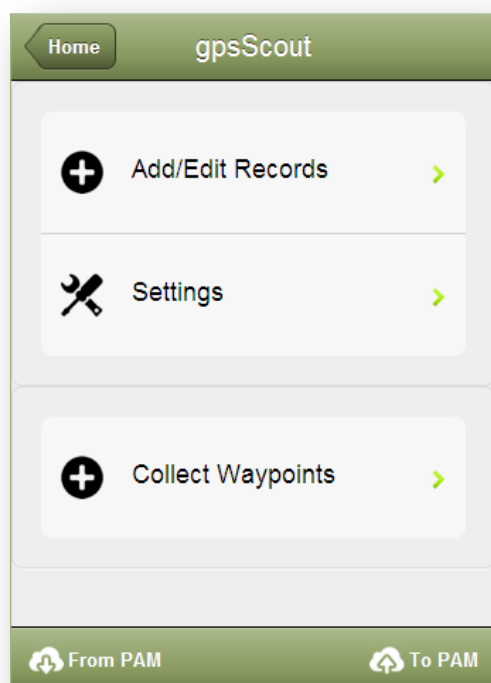 Home
gpsScout
Add/Edit Records
Settings
Collect Waypoints
From PAM
To PAM